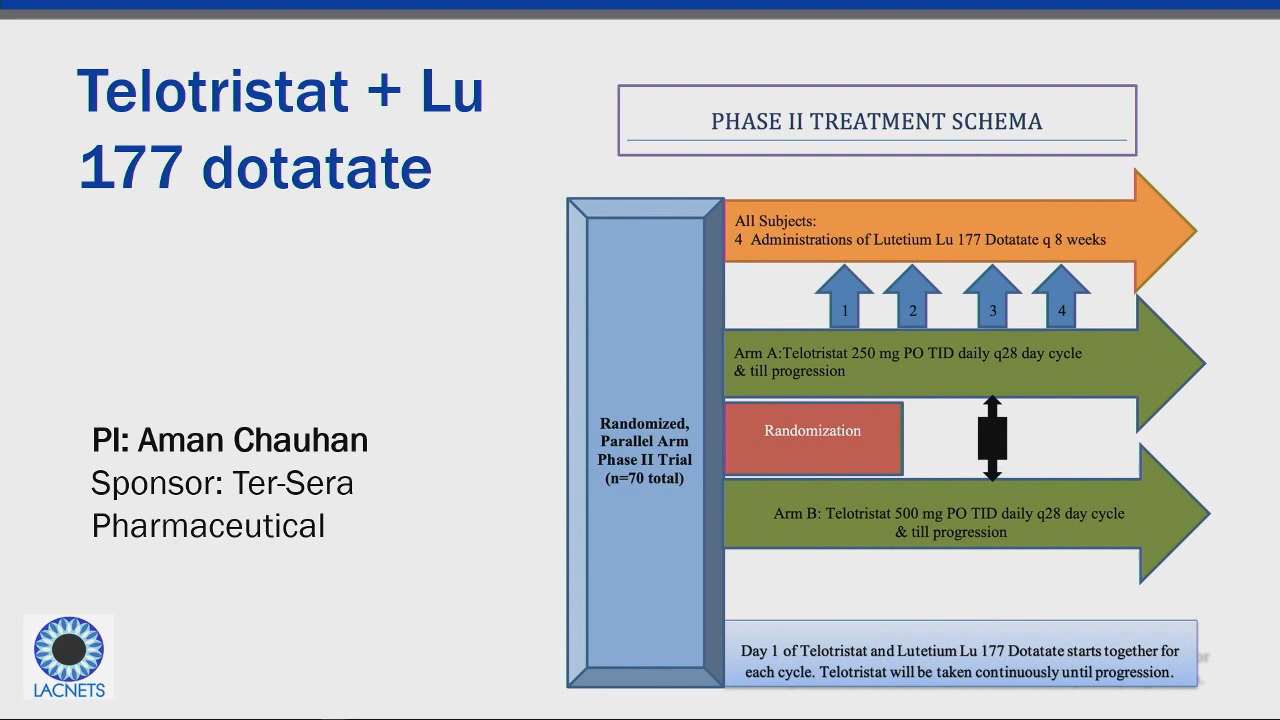 Telotristat + Lu
177 dotatate
PI: Aman Chauhan
Sponsor: Ter-Sera
Pharmaceutical
LACNETS
PHASE II TREATMENT SCHEMA
Randomized,
Parallel Arm
Phase II Trial
(n=70 total)
All Subjects:
4 Administrations of Lutetium Lu 177 Dotatate q 8 weeks
1
2
3
4
Arm A:Telotristat 250 mg PO TID daily q28 day cycle
& till progression
Randomization
Arm B: Telotristat 500 mg PO TID daily q28 day cycle
& till progression
Day 1 of Telotristat and Lutetium Lu 177 Dotatate starts together for
each cycle. Telotristat will be taken continuously until progression.